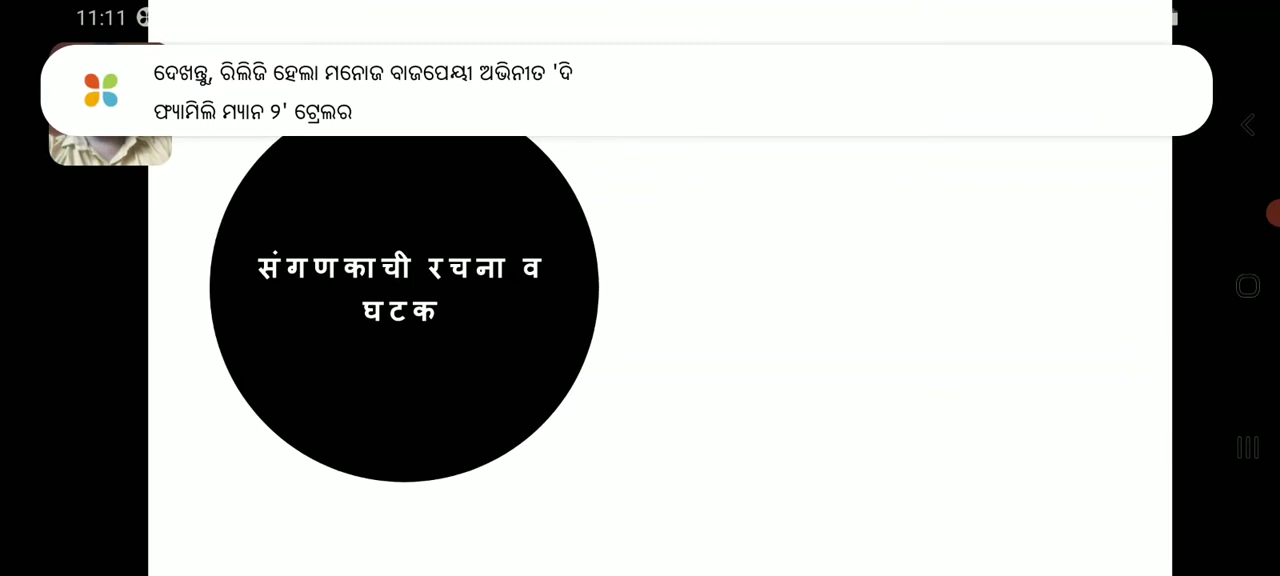 11:11
ଦେଖନ୍ତୁ, ରିଲିଜି ହେଲା ମନୋଜ ବାଜପେୟୀ ଅଭିନୀତ 'ଦି
ଫ୍ୟାମିଲି ମ୍ୟାନ ୨' ଟ୍ରେଲର
संगणकाची रचना व
घटक